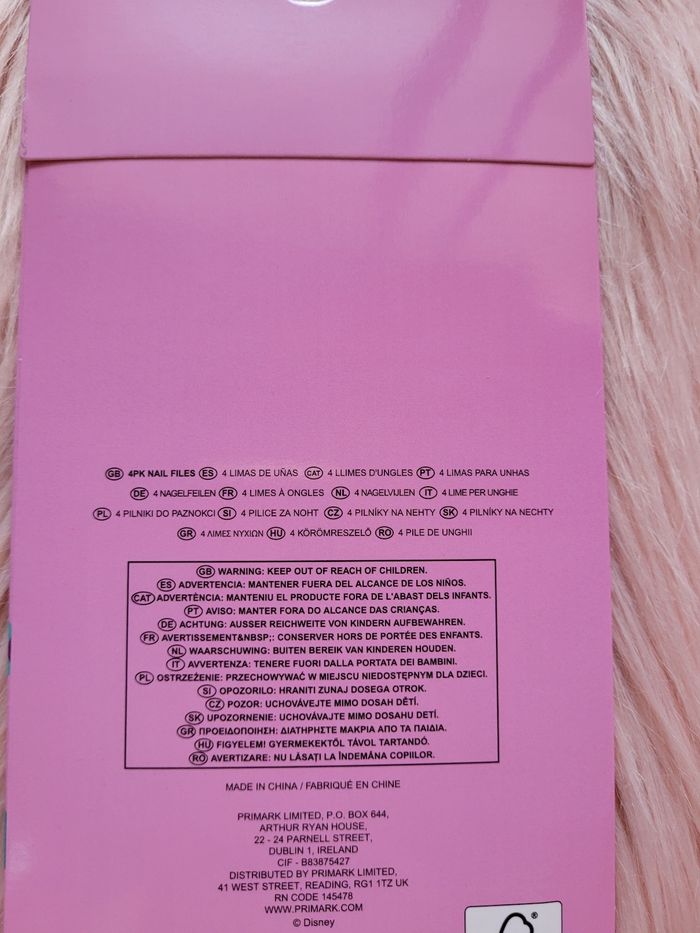 GB 4PK NAIL FILES ES 4 LIMAS DE UÑAS CAT 4 LLIMES D'UNGLES PT 4 LIMAS PARA UNHAS
DE 4 NAGELFEILEN FR 4 LIMES À ONGLES NL 4 NAGELVIJLEN IT 4 LIME PER UNGHIE
PL 4 PILNIKI DO PAZNOKCI SI 4 PILICE ZA NOHT CZ 4 PILNÍKY NA NEHTY SK 4 PILNÍKY NA NECHTY
GR 4 ΛΙΜΕΣ ΝΥΧΙΩΝ HU 4 KÖRÖMRESZELŐ RO 4 PILE DE UNGHII
GB WARNING: KEEP OUT OF REACH OF CHILDREN.
ES ADVERTENCIA: MANTENER FUERA DEL ALCANCE DE LOS NIÑOS.
CAT ADVERTÈNCIA: MANTENIU EL PRODUCTE FORA DE L'ABAST DELS INFANTS.
PT AVISO: MANTER FORA DO ALCANCE DAS CRIANÇAS.
DE ACHTUNG: AUSSER REICHWEITE VON KINDERN AUFBEWAHREN.
FR AVERTISSEMENT&NBSP;: CONSERVER HORS DE PORTÉE DES ENFANTS.
NL WAARSCHUWING: BUITEN BEREIK VAN KINDEREN HOUDEN.
IT AVVERTENZA: TENERE FUORI DALLA PORTATA DEI BAMBINI.
PL OSTRZEŻENIE: PRZECHOWYWAĆ W MIEJSCU NIEDOSTĘPNYM DLA DZIECI.
SI OPOZORILO: HRANITI ZUNAJ DOSEGA OTROK.
CZ POZOR: UCHOVÁVEJTE MIMO DOSAH DĚTÍ.
SK UPOZORNENIE: UCHOVÁVAJTE MIMO DOSAHU DETÍ.
GR ΠΡΟΕΙΔΟΠΟΙΗΣΗ: ΔΙΑΤΗΡΗΣΤΕ ΜΑΚΡΙΑ ΑΠΟ ΤΑ ΠΑΙΔΙΑ.
HU FIGYELEM! GYERMEKEKTŐL TÁVOL TARTANDÓ.
RO AVERTIZARE: NU LĂSAȚI LA ÎNDEMÂNA COPIILOR.
MADE IN CHINA / FABRIQUÉ EN CHINE
PRIMARK LIMITED, P.O. BOX 644,
ARTHUR RYAN HOUSE,
22 - 24 PARNELL STREET,
DUBLIN 1, IRELAND
CIF - B83875427
DISTRIBUTED BY PRIMARK LIMITED,
41 WEST STREET, READING, RG1 1TZ UK
RN CODE 145478
WWW.PRIMARK.COM
© Disney
®